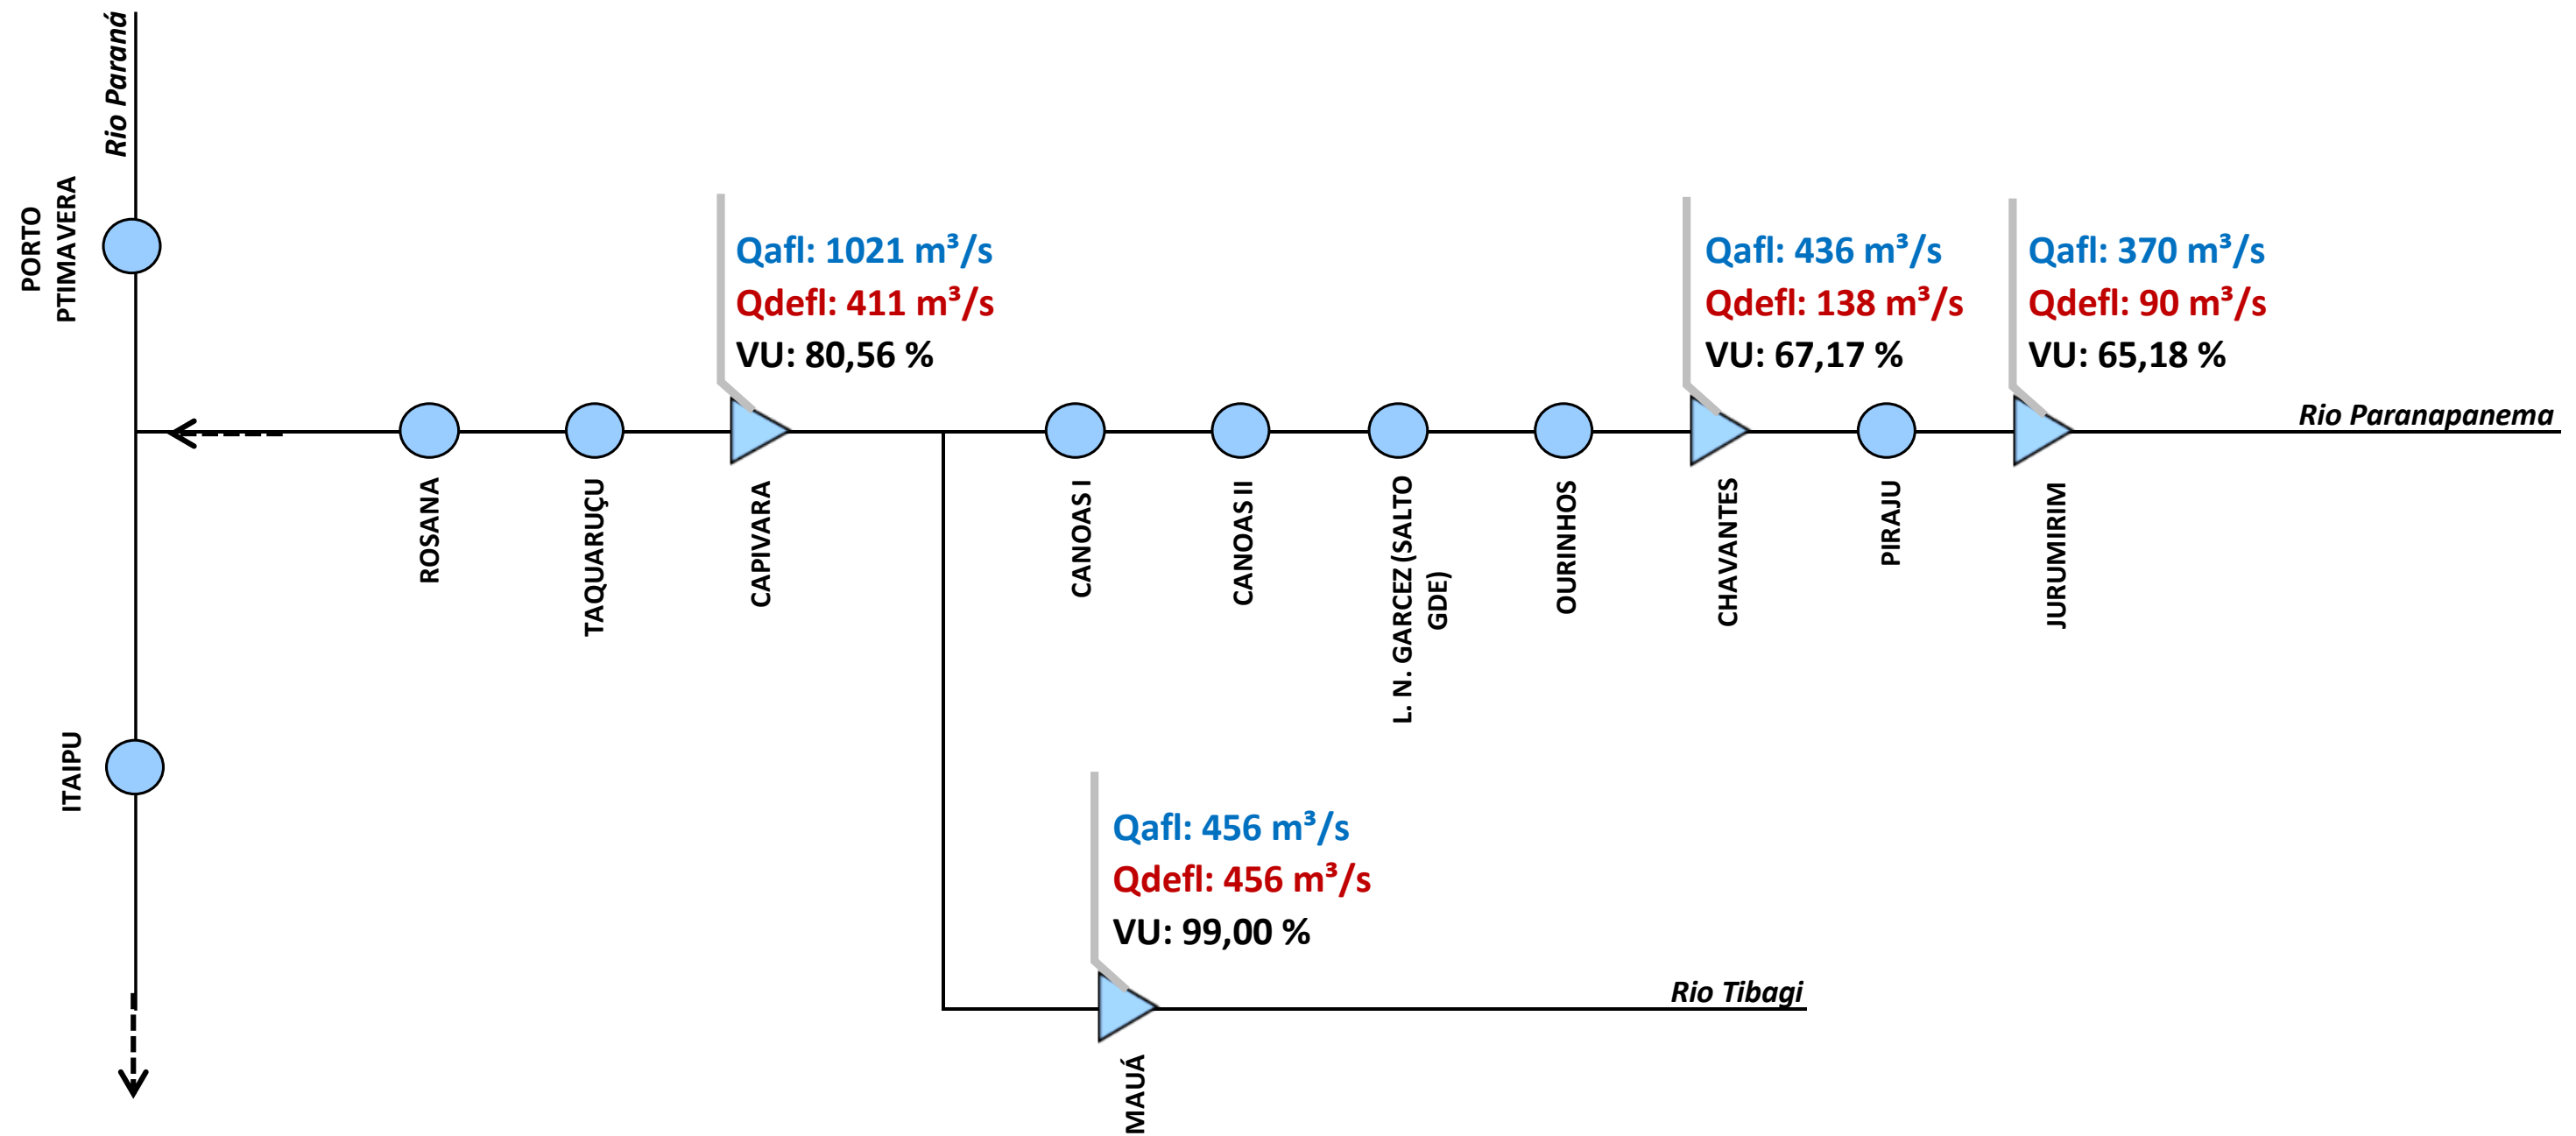 Rio Paraná
PORTO
PTIMAVERA
Qafl: 1021 m³/s
Qdefl: 411 m³/s
VU: 80,56 %
Qafl: 436 m³/s
Qdefl: 138 m³/s
VU: 67,17 %
Qafl: 370 m³/s
Qdefl: 90 m³/s
VU: 65,18 %
Rio Paranapanema
ROSANA
TAQUARUÇU
CAPIVARA
CANOAS I
CANOAS II
L. N. GARCEZ (SALTO
GDE)
OURINHOS
CHAVANTES
PIRAJU
JURUMIRIM
ITAIPU
Qafl: 456 m³/s
Qdefl: 456 m³/s
VU: 99,00 %
Rio Tibagi
MAUÁ